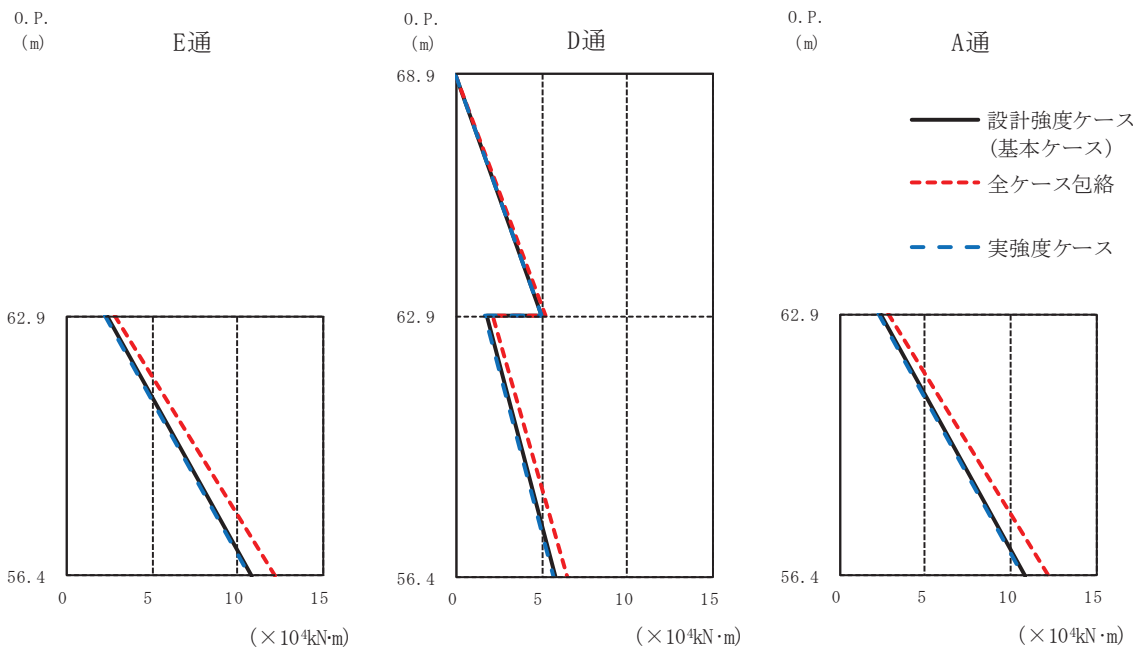 O.P.
(m)
E通
62.9
56.4
0 5 10 15
(×10⁴kN·m)
O.P.
(m)
D通
68.9
62.9
56.4
0 5 10 15
(×10⁴kN·m)
O.P.
(m)
A通
62.9
56.4
0 5 10 15
(×10⁴kN·m)
設計強度ケース
(基本ケース)
全ケース包絡
実強度ケース